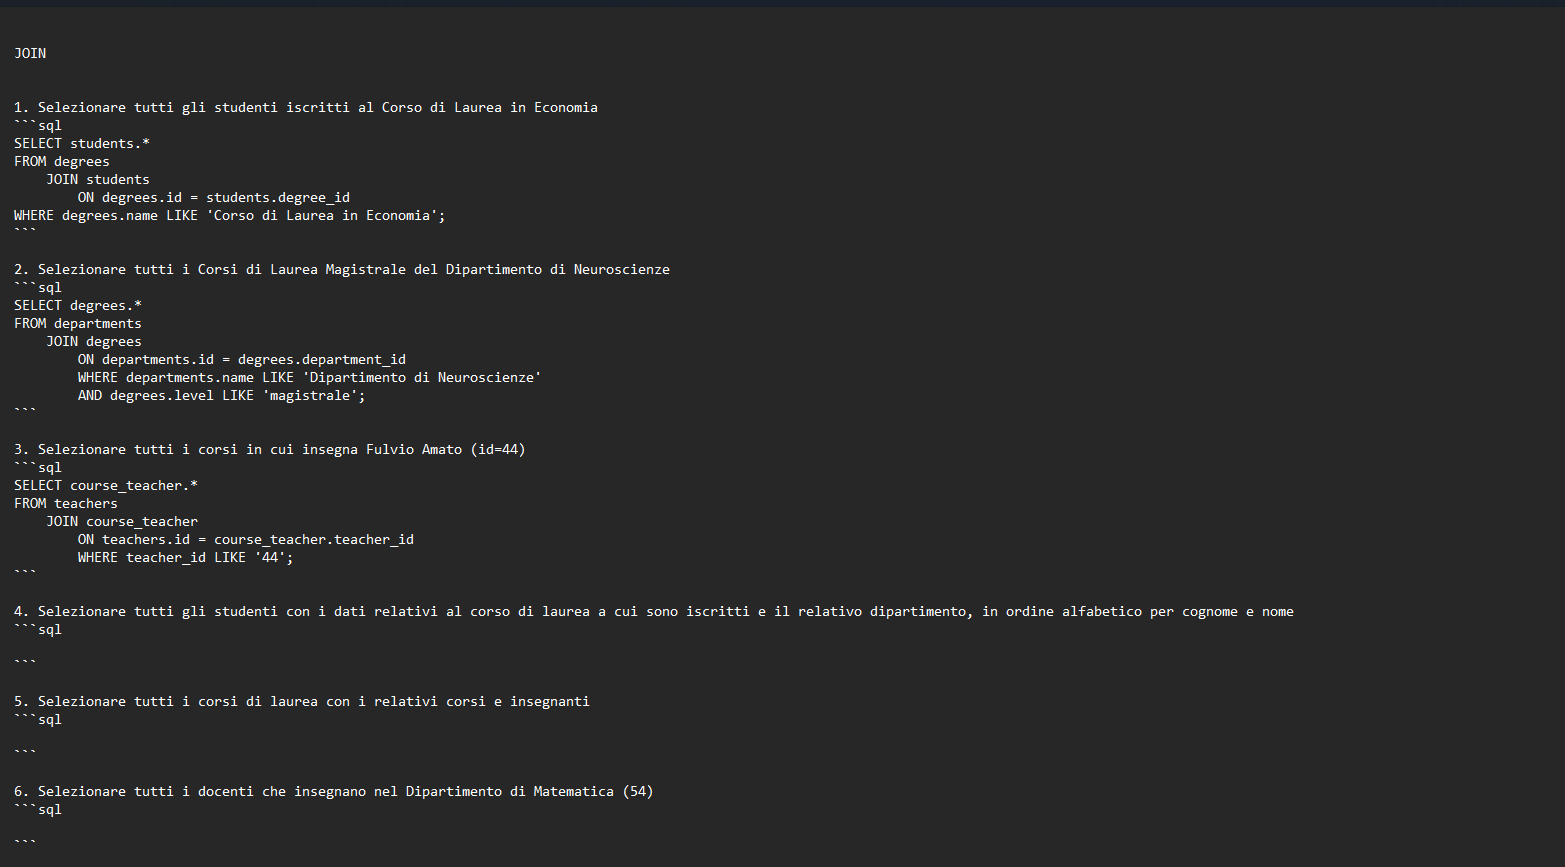 JOIN
1. Selezionare tutti gli studenti iscritti al Corso di Laurea in Economia
```sql
SELECT students.*
FROM degrees
    JOIN students
        ON degrees.id = students.degree_id
WHERE degrees.name LIKE 'Corso di Laurea in Economia';
```
2. Selezionare tutti i Corsi di Laurea Magistrale del Dipartimento di Neuroscienze
```sql
SELECT degrees.*
FROM departments
    JOIN degrees
        ON departments.id = degrees.department_id
        WHERE departments.name LIKE 'Dipartimento di Neuroscienze'
        AND degrees.level LIKE 'magistrale';
```
3. Selezionare tutti i corsi in cui insegna Fulvio Amato (id=44)
```sql
SELECT course_teacher.*
FROM teachers
    JOIN course_teacher
        ON teachers.id = course_teacher.teacher_id
        WHERE teacher_id LIKE '44';
```
4. Selezionare tutti gli studenti con i dati relativi al corso di laurea a cui sono iscritti e il relativo dipartimento, in ordine alfabetico per cognome e nome
```sql
```
5. Selezionare tutti i corsi di laurea con i relativi corsi e insegnanti
```sql
```
6. Selezionare tutti i docenti che insegnano nel Dipartimento di Matematica (54)
```sql
```